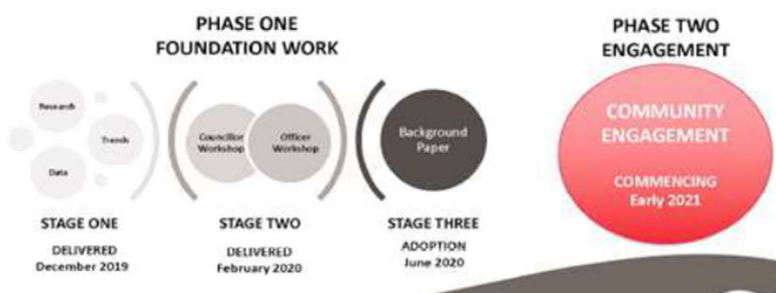 PHASE ONE
FOUNDATION WORK
Research
Trends
Data
STAGE ONE
DELIVERED
December 2019
Councillor
Workshop
Officer
Workshop
STAGE TWO
DELIVERED
February 2020
Background
Paper
STAGE THREE
ADOPTION
June 2020
PHASE TWO
ENGAGEMENT
COMMUNITY
ENGAGEMENT
COMMENCING
Early 2021